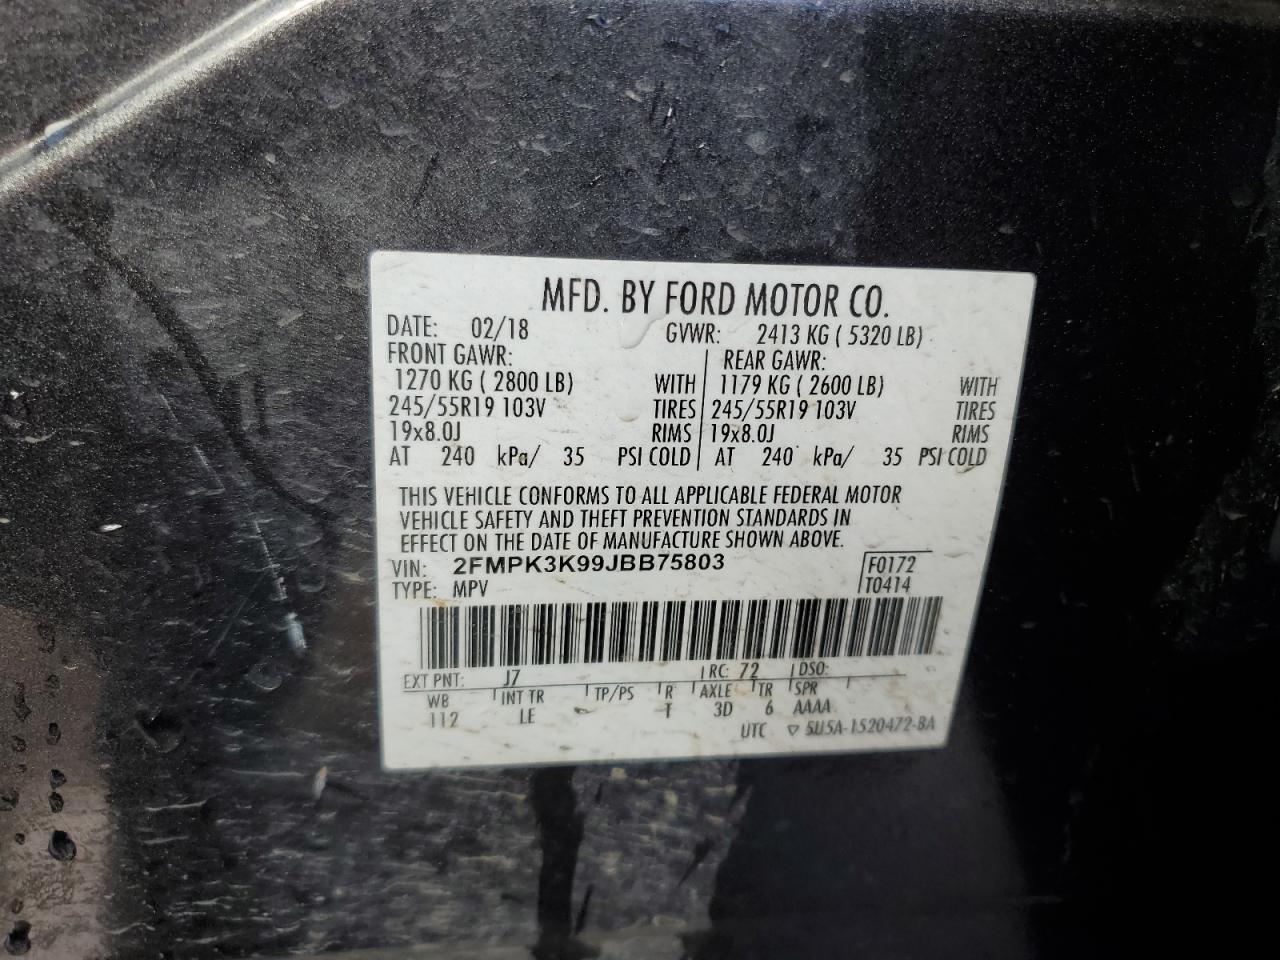 MFD. BY FORD MOTOR CO.
DATE: 02/18 GVWR: 2413 KG ( 5320 LB)
FRONT GAWR: REAR GAWR:
1270 KG ( 2800 LB) WITH 1179 KG ( 2600 LB) WITH
245/55R19 103V TIRES 245/55R19 103V TIRES
19x8.0J RIMS 19x8.0J RIMS
AT 240 kPa/ 35 PSI COLD AT 240 kPa/ 35 PSI COLD
THIS VEHICLE CONFORMS TO ALL APPLICABLE FEDERAL MOTOR
VEHICLE SAFETY AND THEFT PREVENTION STANDARDS IN
EFFECT ON THE DATE OF MANUFACTURE SHOWN ABOVE.
VIN: 2FMPK3K99JBB75803 F0172
TYPE: MPV T0414
EXT PNT: J7 RC: 72 DSO:
WB INT TR TP/PS R AXLE TR SPR
112 LE T 3D 6 AAAA
UTC ▽ 5U5A-1520472-BA